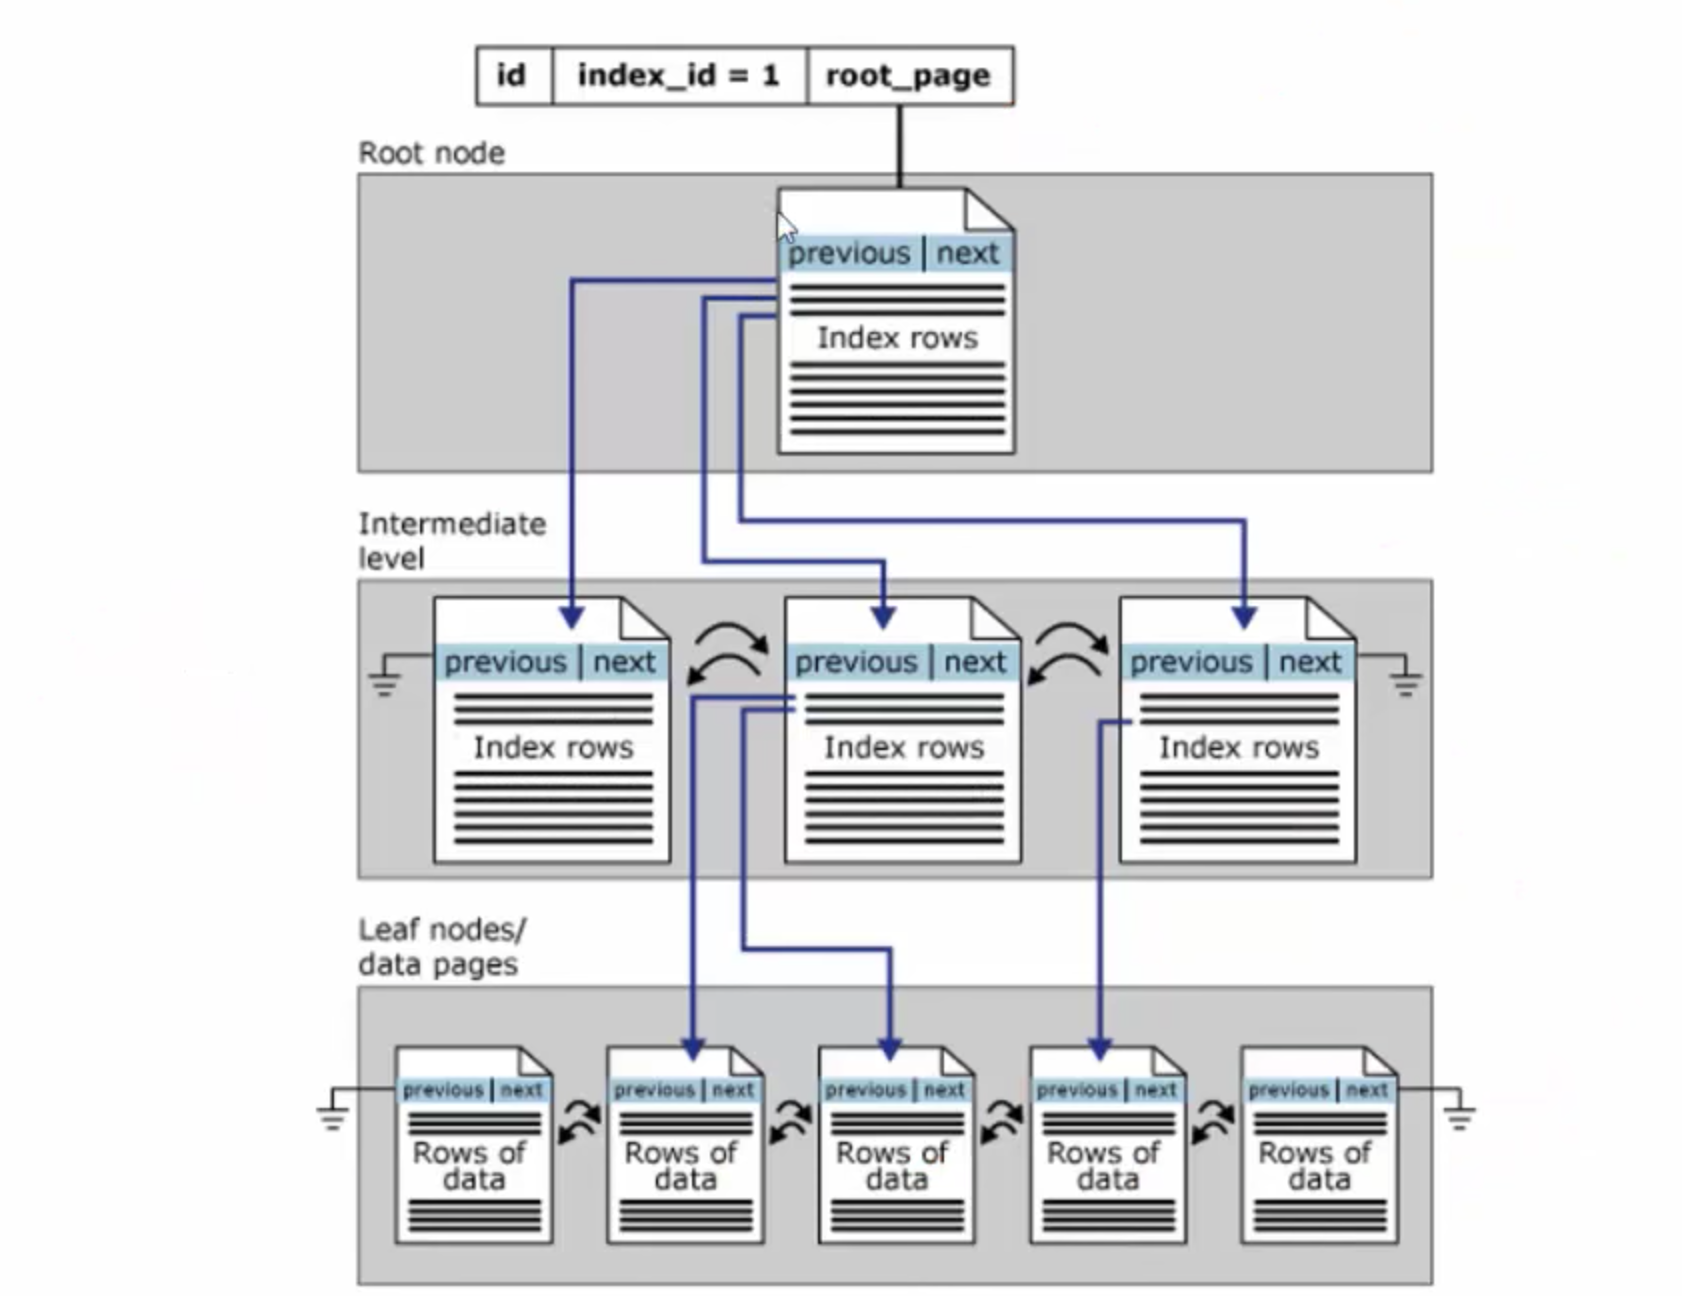 id index_id = 1 root_page
Root node
previous next
Index rows
Intermediate
level
previous next previous next previous next
Index rows Index rows Index rows
Leaf nodes/
data pages
previous next previous next previous next previous next previous next
Rows of Rows of Rows of Rows of Rows of
data data data data data